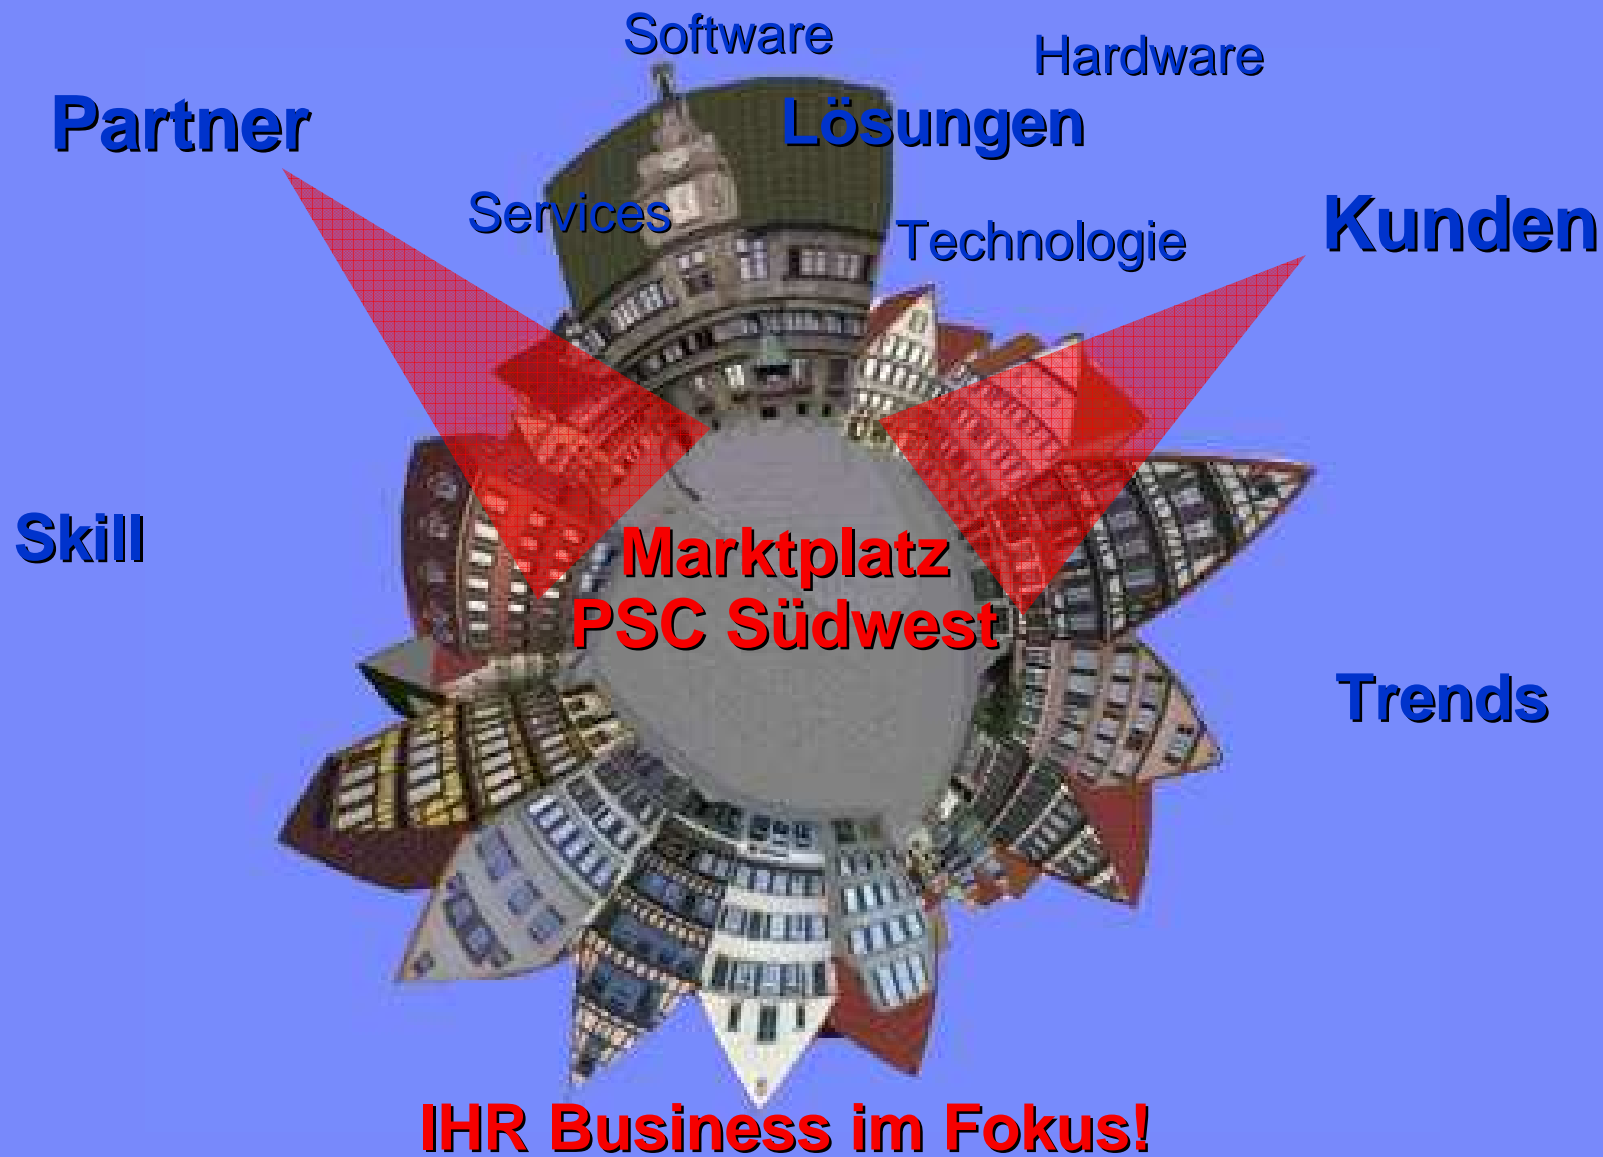 Software
Hardware
Partner
Lösungen
Services
Technologie
Kunden
Skill
Marktplatz
PSC Südwest
Trends
IHR Business im Fokus!